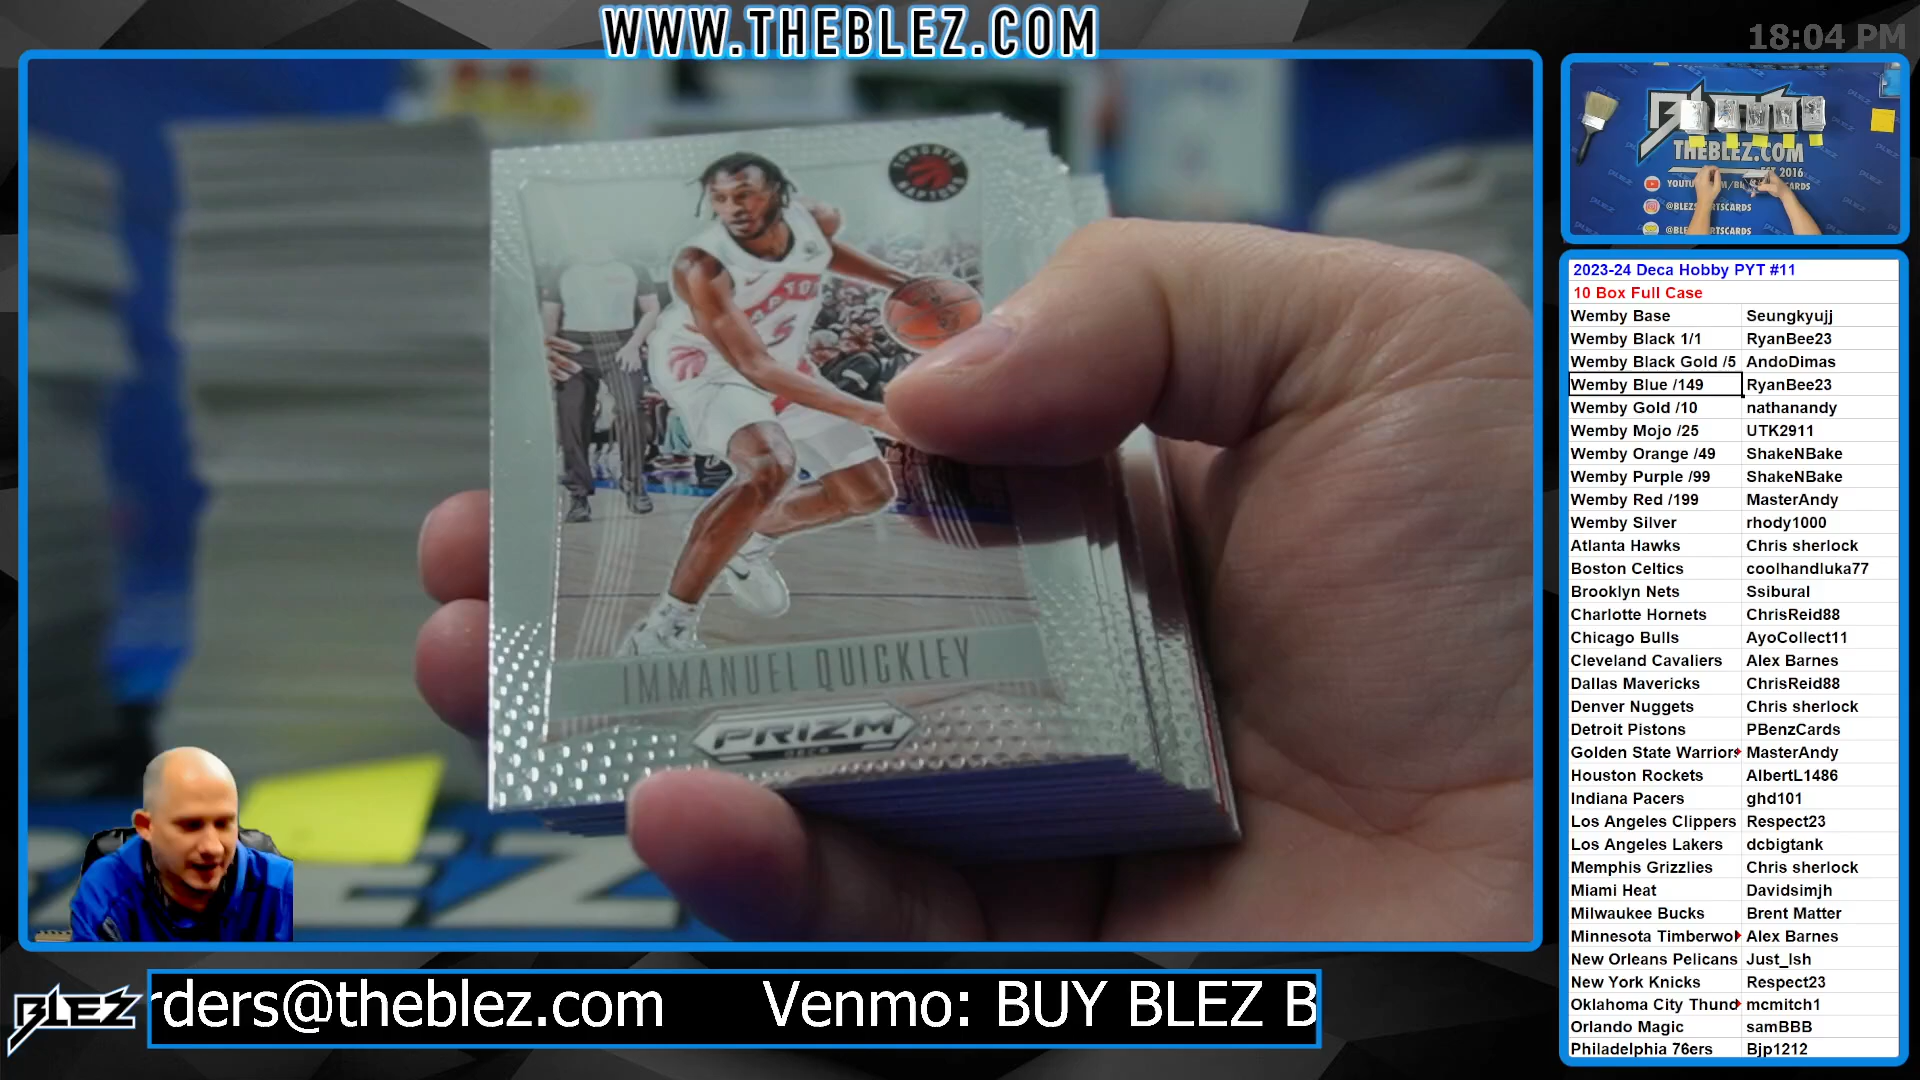 WWW.THEBLEZ.COM
18:04 PM
TORONTO
RAPTORS
IMMANUEL QUICKLEY
PRIZM
DECA
THEBLEZ.COM
@BLEZ
2023-24 Deca Hobby PYT #11
10 Box Full Case
Wemby Base Seungkyujj
Wemby Black 1/1 RyanBee23
Wemby Black Gold /5 AndoDimas
Wemby Blue /149 RyanBee23
Wemby Gold /10 nathanandy
Wemby Mojo /25 UTK2911
Wemby Orange /49 ShakeNBake
Wemby Purple /99 ShakeNBake
Wemby Red /199 MasterAndy
Wemby Silver rhody1000
Atlanta Hawks Chris sherlock
Boston Celtics coolhandluka77
Brooklyn Nets Ssibural
Charlotte Hornets ChrisReid88
Chicago Bulls AyoCollect11
Cleveland Cavaliers Alex Barnes
Dallas Mavericks ChrisReid88
Denver Nuggets Chris sherlock
Detroit Pistons PBenzCards
Golden State Warriors MasterAndy
Houston Rockets AlbertL1486
Indiana Pacers ghd101
Los Angeles Clippers Respect23
Los Angeles Lakers dcbigtank
Memphis Grizzlies Chris sherlock
Miami Heat Davidsimjh
Milwaukee Bucks Brent Matter
Minnesota Timberwol Alex Barnes
New Orleans Pelicans Just_Ish
New York Knicks Respect23
Oklahoma City Thund mcmitch1
Orlando Magic samBBB
Philadelphia 76ers Bjp1212
BLEZ
rders@theblez.com Venmo: BUY BLEZ B